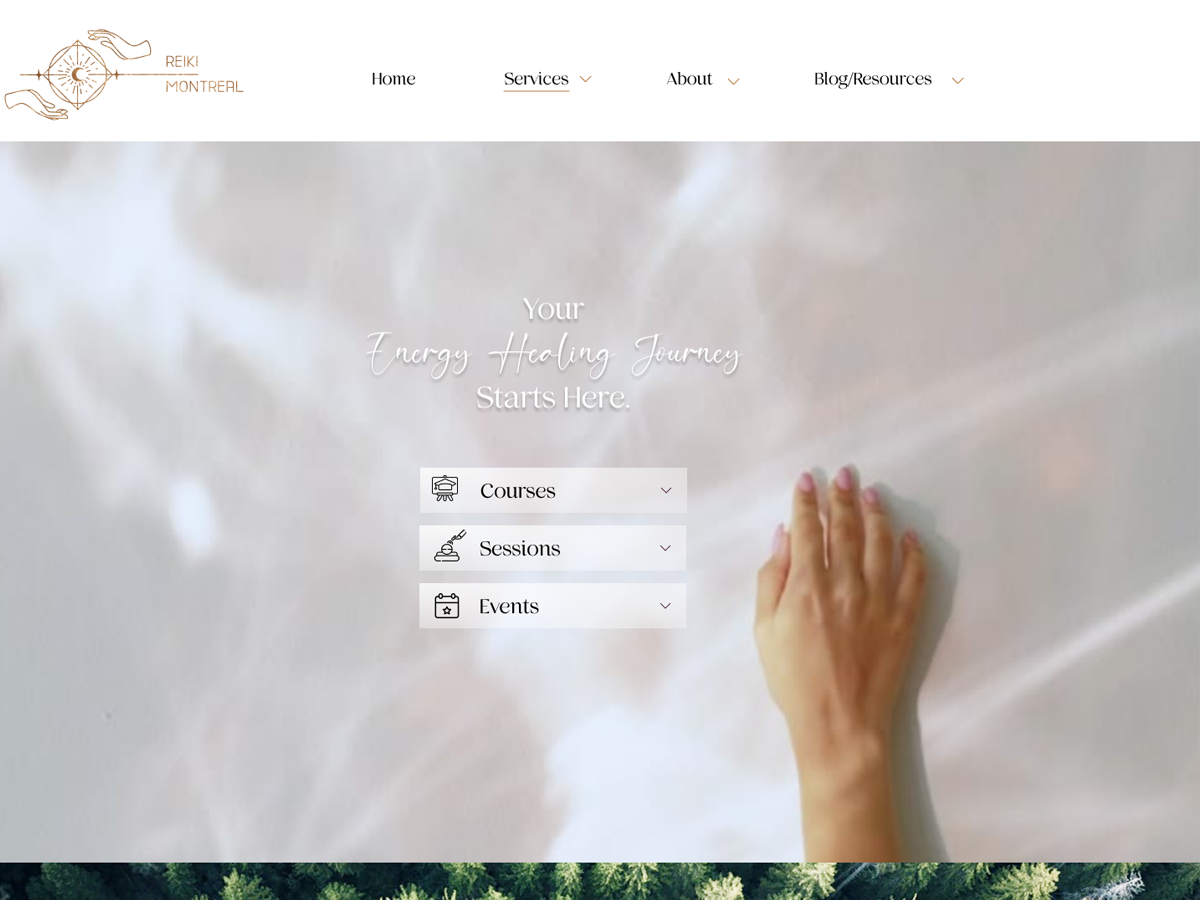 REIKI
MONTREAL
Home
Services
About
Blog/Resources
Your
Energy Healing Journey
Starts Here.
Courses
Sessions
Events